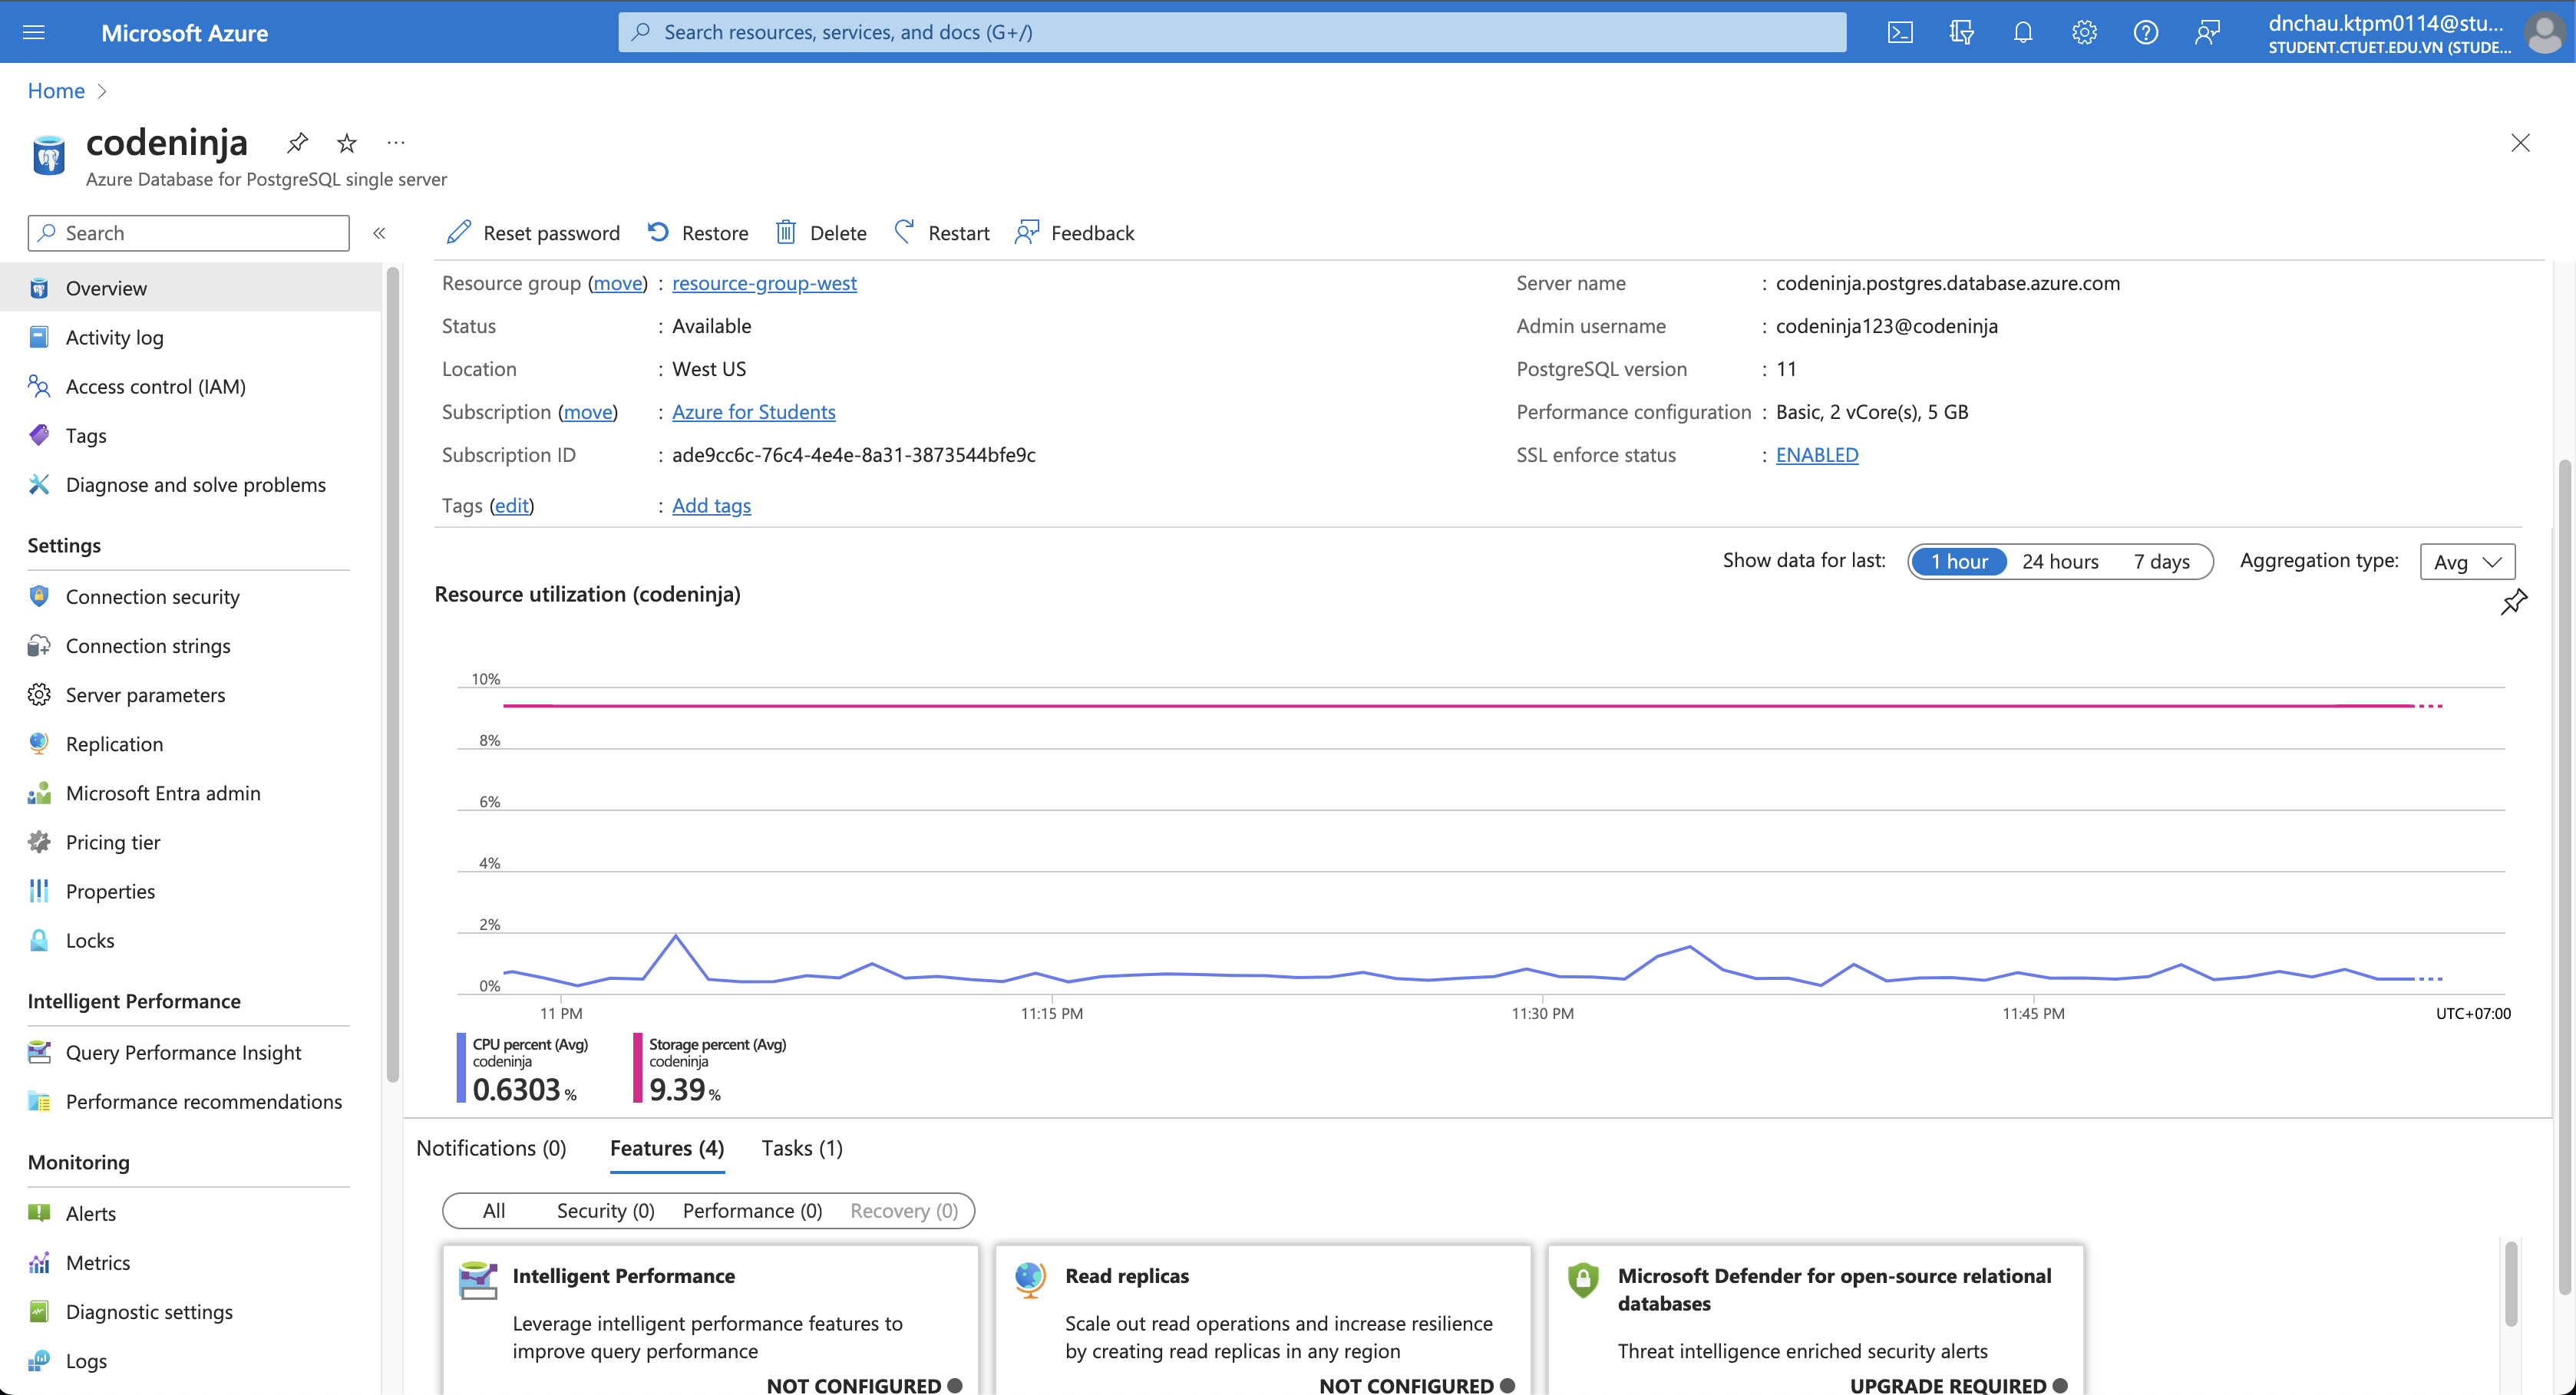 Microsoft Azure
Search resources, services, and docs (G+/)
dnchau.ktpm0114@stu...
STUDENT.CTUET.EDU.VN (STUDE...
Home
codeninja
...
Azure Database for PostgreSQL single server
Search
«
Reset password
Restore
Delete
Restart
Feedback
Overview
Activity log
Access control (IAM)
Tags
Diagnose and solve problems
Settings
Connection security
Connection strings
Server parameters
Replication
Microsoft Entra admin
Pricing tier
Properties
Locks
Intelligent Performance
Query Performance Insight
Performance recommendations
Monitoring
Alerts
Metrics
Diagnostic settings
Logs
Resource group (move) : resource-group-west
Status : Available
Location : West US
Subscription (move) : Azure for Students
Subscription ID : ade9cc6c-76c4-4e4e-8a31-3873544bfe9c
Tags (edit) : Add tags
Server name : codeninja.postgres.database.azure.com
Admin username : codeninja123@codeninja
PostgreSQL version : 11
Performance configuration : Basic, 2 vCore(s), 5 GB
SSL enforce status : ENABLED
Show data for last: 1 hour 24 hours 7 days Aggregation type: Avg
Resource utilization (codeninja)
10%
8%
6%
4%
2%
0%
11 PM 11:15 PM 11:30 PM 11:45 PM UTC+07:00
CPU percent (Avg)
codeninja
0.6303 %
Storage percent (Avg)
codeninja
9.39 %
Notifications (0) Features (4) Tasks (1)
All Security (0) Performance (0) Recovery (0)
Intelligent Performance
Leverage intelligent performance features to
improve query performance
NOT CONFIGURED
Read replicas
Scale out read operations and increase resilience
by creating read replicas in any region
NOT CONFIGURED
Microsoft Defender for open-source relational
databases
Threat intelligence enriched security alerts
UPGRADE REQUIRED